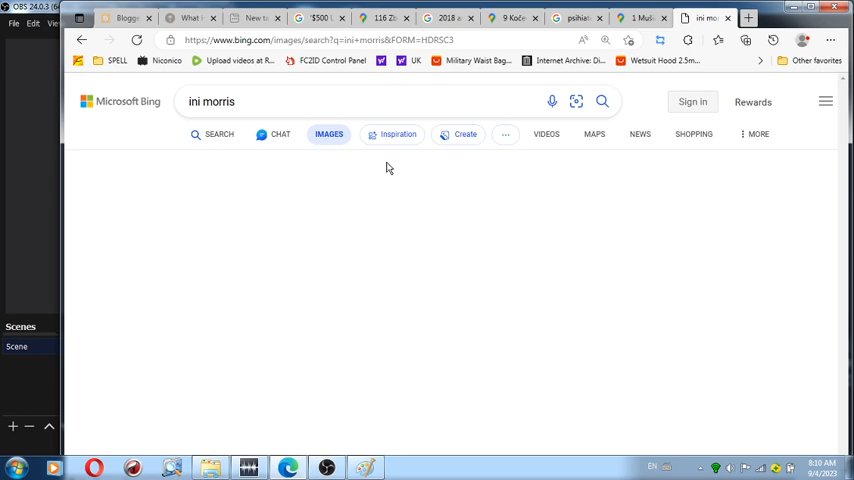 OBS 24.0.3 (64
File Edit Vie
Blogge
What I
New ta
"$500 L
116 Zb
2018 a
9 Koče
psihiat
1 Muša
ini mor
https://www.bing.com/images/search?q=ini+morris&FORM=HDRSC3
SPELL Niconico Upload videos at R... FC2ID Control Panel UK Military Waist Bag... Internet Archive: Di... Wetsuit Hood 2.5m... Other favorites
Microsoft Bing
ini morris
Sign in
Rewards
SEARCH CHAT IMAGES Inspiration Create ... VIDEOS MAPS NEWS SHOPPING MORE
Scenes
Scene
EN
8:10 AM
9/4/2023